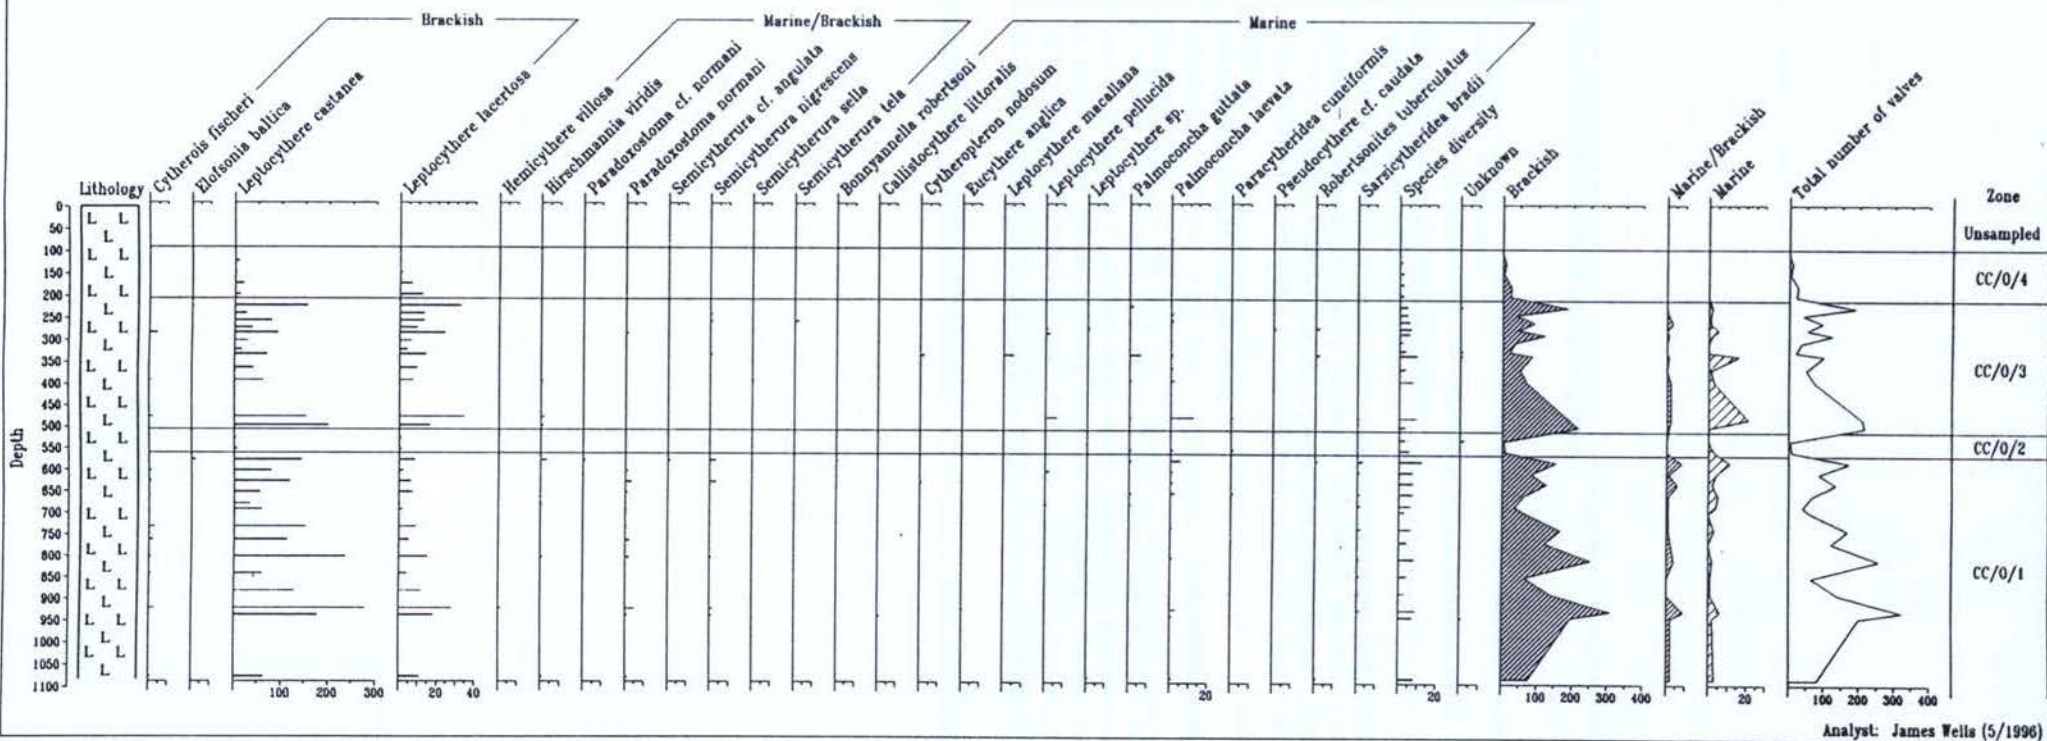 Brackish
Marine/Brackish
Marine
Cytherois fischeri
Elofsonia baltica
Leptocythere castanea
Leptocythere lacertosa
Hemicythere villosa
Hirschmannia viridis
Paradoxostoma cf. normani
Paradoxostoma normani
Semicytherura cf. angulata
Semicytherura nigrescens
Semicytherura sella
Semicytherura tela
Bonnyannella robertsoni
Callistocythere littoralis
Cytheropteron nodosum
Eucythere anglica
Leptocythere macallana
Leptocythere pellucida
Leptocythere sp.
Palmoconcha guttata
Palmoconcha laevata
Paracytheridea cuneiformis
Pseudocythere cf. caudata
Robertsonites tuberculatus
Sarsicytheridea bradii
Species diversity
Unknown
Brackish
Marine/Brackish
Marine
Total number of valves
Lithology
Zone
Depth
0
50
100
150
200
250
300
350
400
450
500
550
600
650
700
750
800
850
900
950
1000
1050
1100
L L
L
L L
L
L L
L
L L
L
L L
L
L L
L
L L
L
L L
L
L L
L
L L
L
L L
L
L L
L
L L
L
Unsampled
CC/0/4
CC/0/3
CC/0/2
CC/0/1
100 200 300
20 40
20
20
100 200 300 400
20
100 200 300 400
Analyst: James Wells (5/1996)